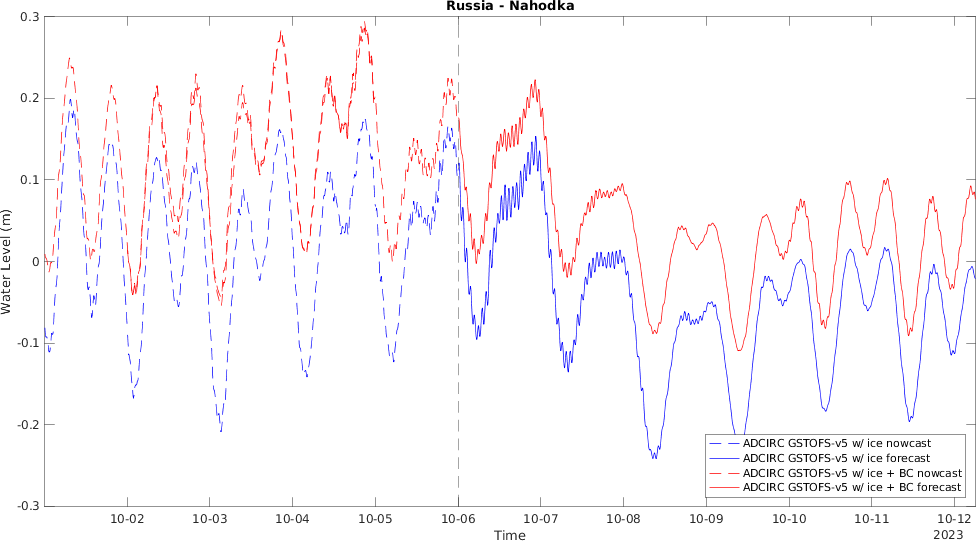 Russia - Nahodka
0.3
0.2
0.1
0
-0.1
-0.2
-0.3
Water Level (m)
ADCIRC GSTOFS-v5 w/ ice nowcast
ADCIRC GSTOFS-v5 w/ ice forecast
ADCIRC GSTOFS-v5 w/ ice + BC nowcast
ADCIRC GSTOFS-v5 w/ ice + BC forecast
10-02 10-03 10-04 10-05 10-06 10-07 10-08 10-09 10-10 10-11 10-12
Time
2023